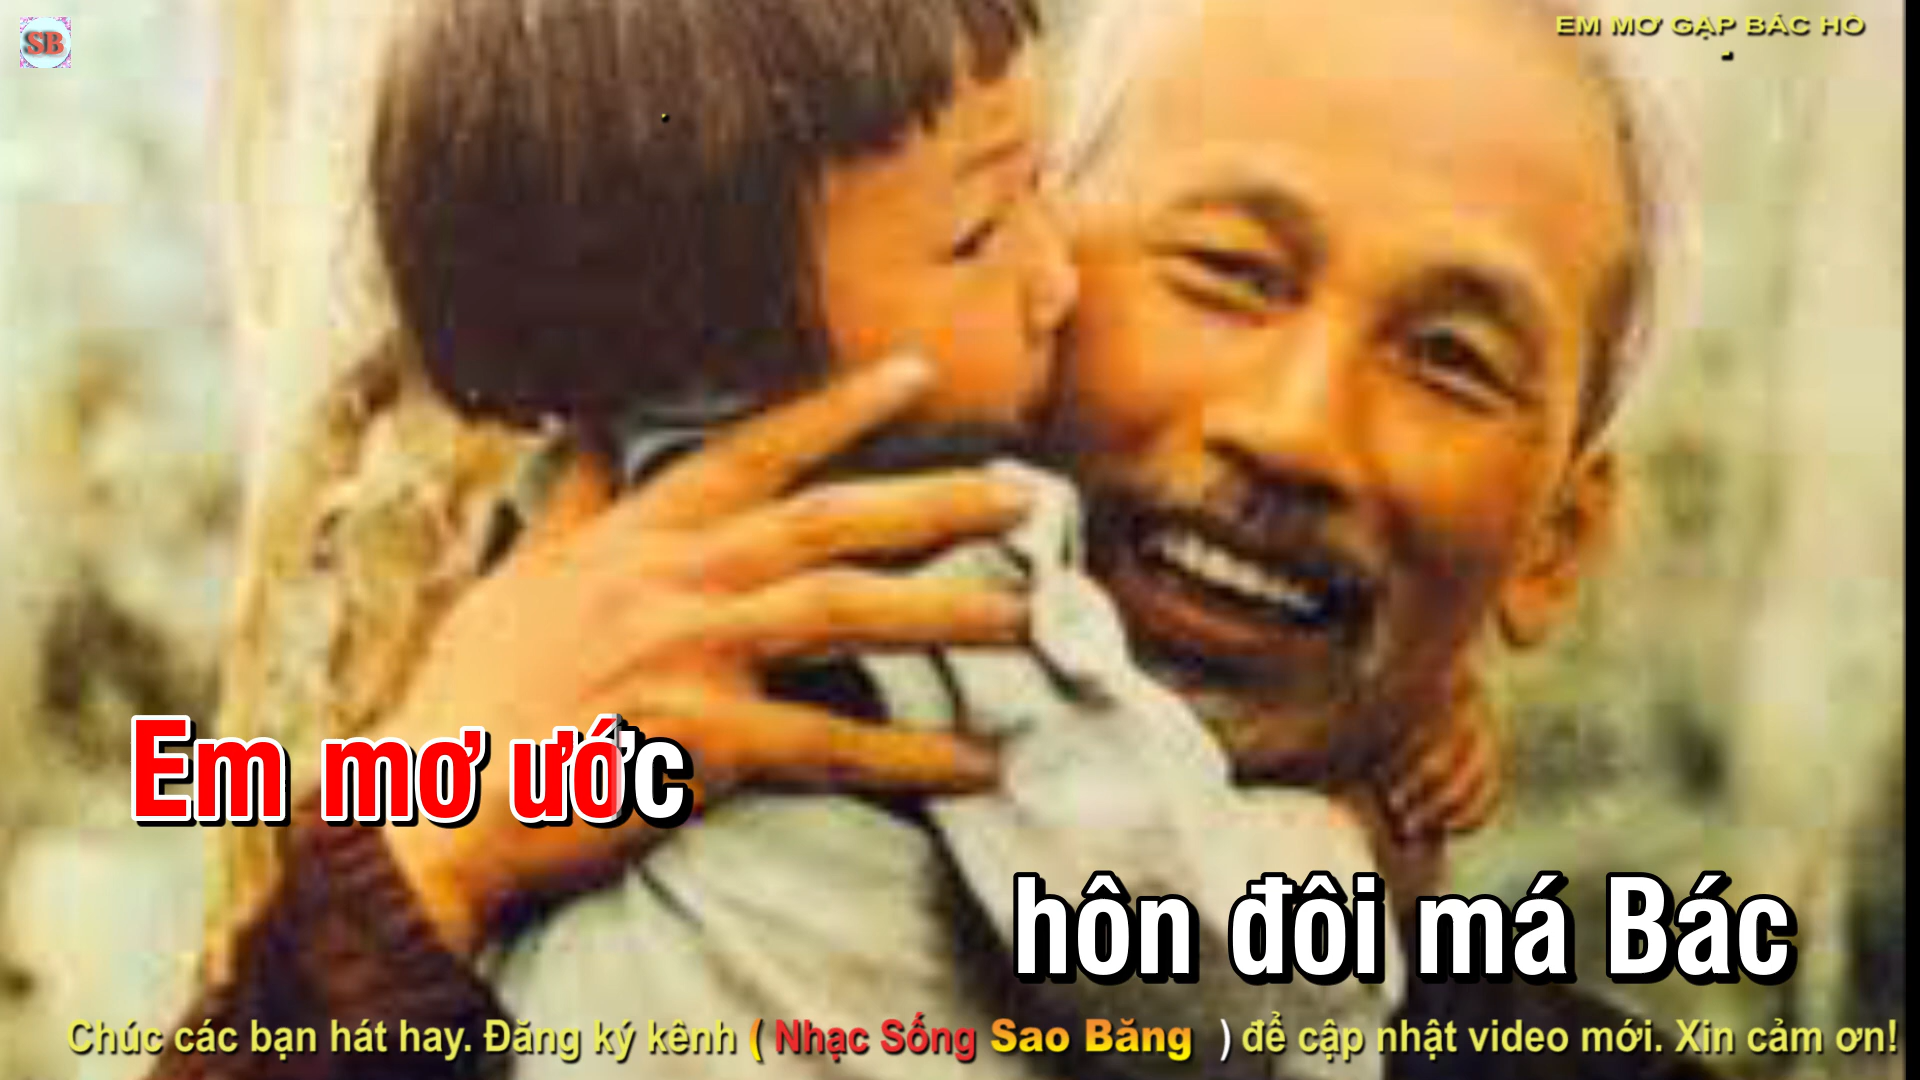 SB
EM MƠ GẶP BÁC HỒ
-
Em mơ ước
hôn đôi má Bác
Chúc các bạn hát hay. Đăng ký kênh ( Nhạc Sống Sao Băng ) để cập nhật video mới. Xin cảm ơn!